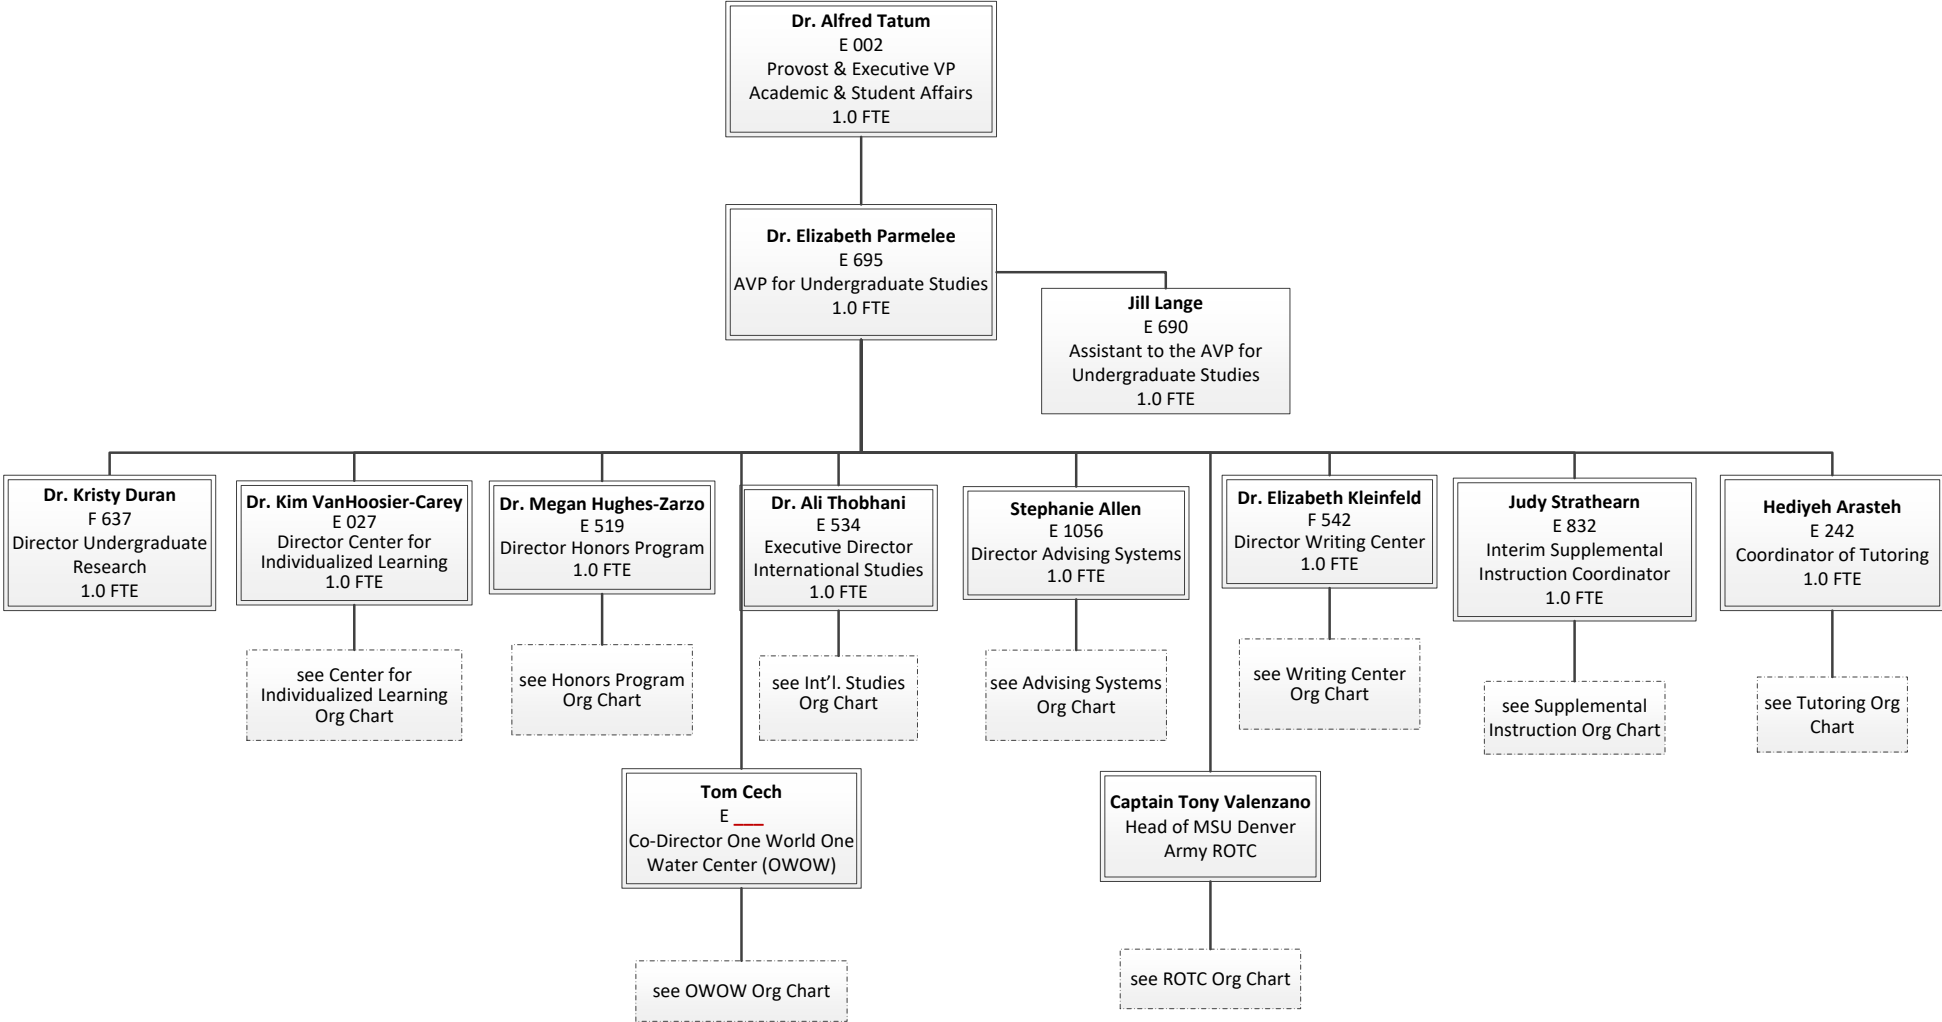 Dr. Alfred Tatum
E 002
Provost & Executive VP
Academic & Student Affairs
1.0 FTE
Dr. Elizabeth Parmelee
E 695
AVP for Undergraduate Studies
1.0 FTE
Jill Lange
E 690
Assistant to the AVP for
Undergraduate Studies
1.0 FTE
Dr. Kristy Duran
F 637
Director Undergraduate
Research
1.0 FTE
Dr. Kim VanHoosier-Carey
E 027
Director Center for
Individualized Learning
1.0 FTE
Dr. Megan Hughes-Zarzo
E 519
Director Honors Program
1.0 FTE
Dr. Ali Thobhani
E 534
Executive Director
International Studies
1.0 FTE
Stephanie Allen
E 1056
Director Advising Systems
1.0 FTE
Dr. Elizabeth Kleinfeld
F 542
Director Writing Center
1.0 FTE
Judy Strathearn
E 832
Interim Supplemental
Instruction Coordinator
1.0 FTE
Hediyeh Arasteh
E 242
Coordinator of Tutoring
1.0 FTE
see Center for
Individualized Learning
Org Chart
see Honors Program
Org Chart
see Int’l. Studies
Org Chart
see Advising Systems
Org Chart
see Writing Center
Org Chart
see Supplemental
Instruction Org Chart
see Tutoring Org
Chart
Tom Cech
E ___
Co-Director One World One
Water Center (OWOW)
Captain Tony Valenzano
Head of MSU Denver
Army ROTC
see OWOW Org Chart
see ROTC Org Chart